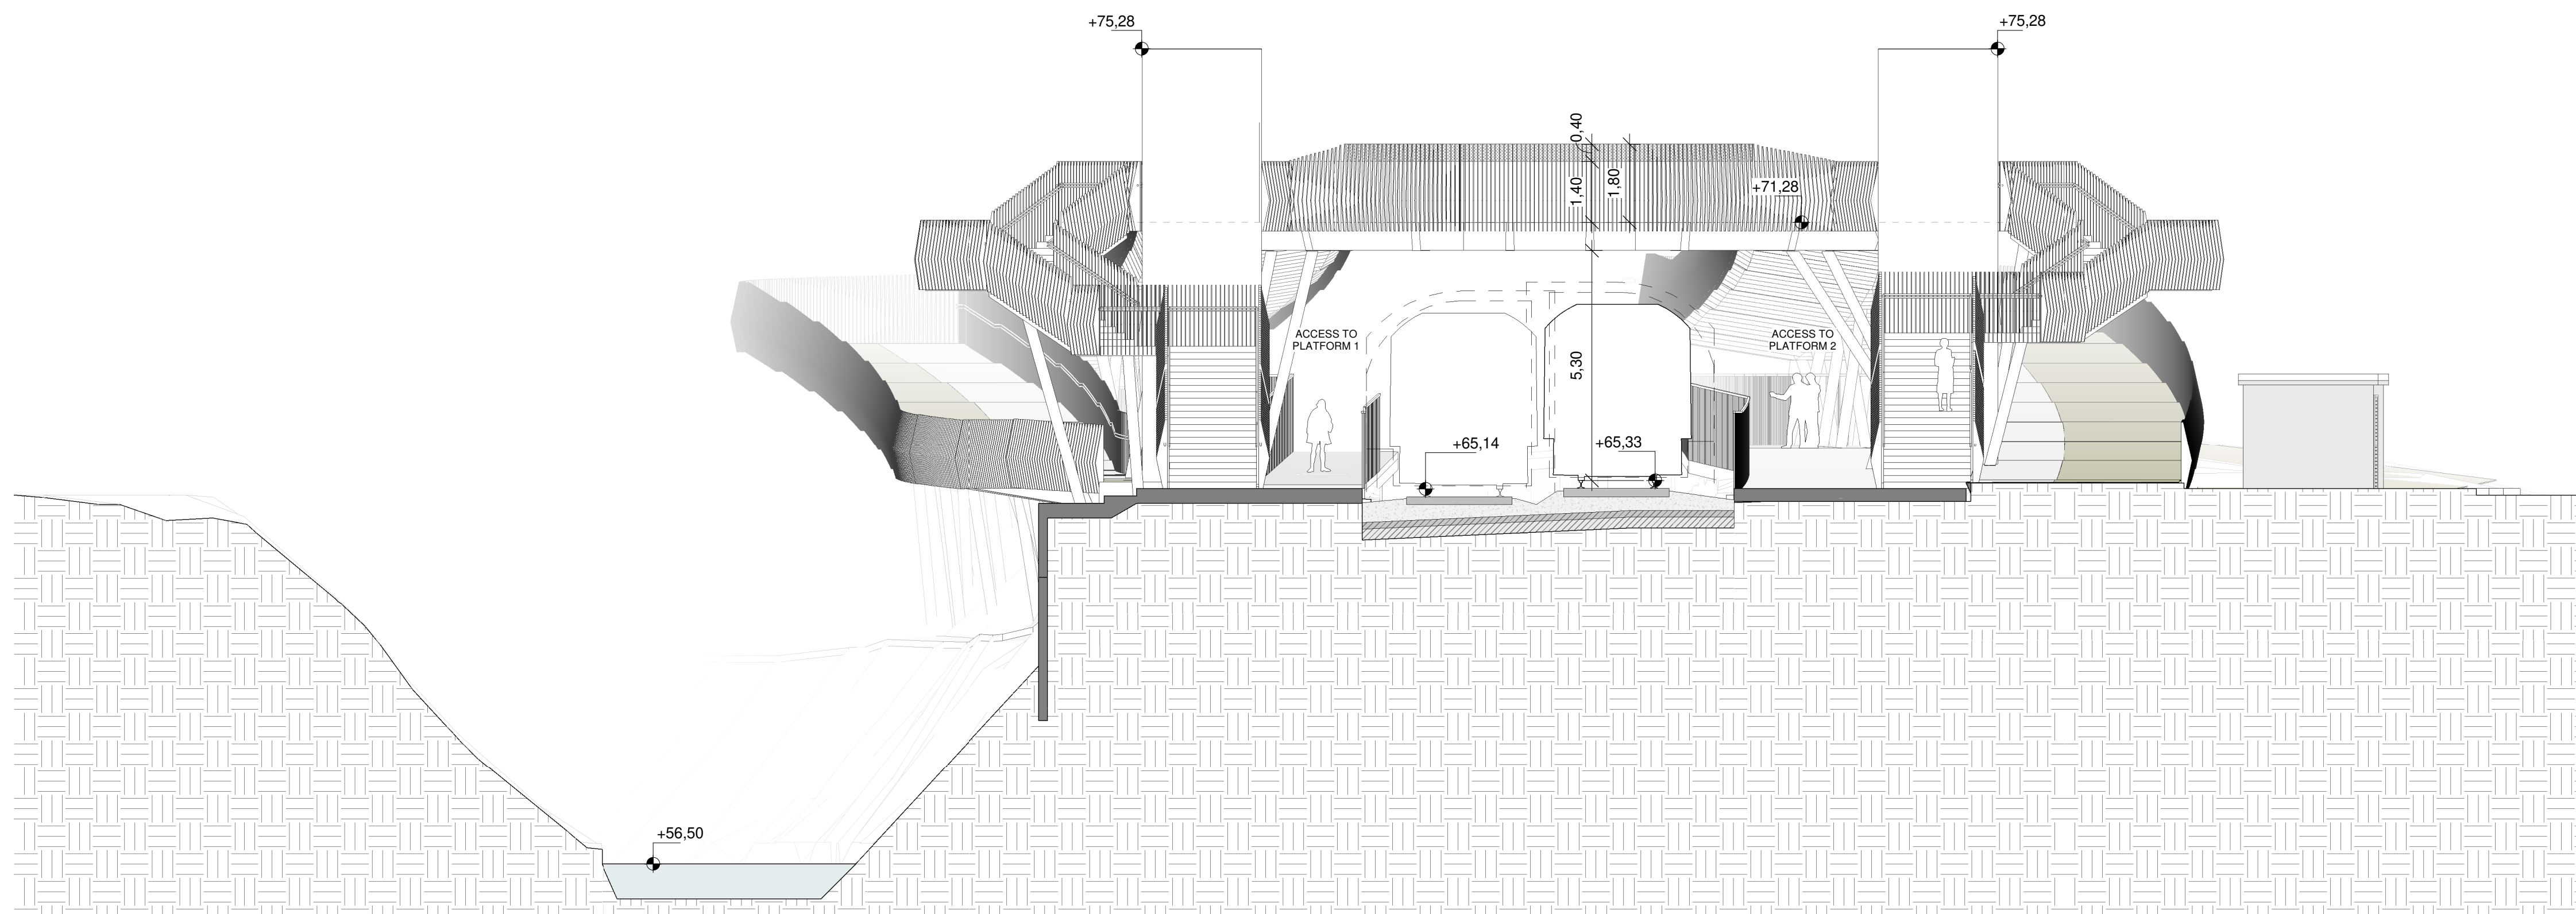 +75,28
+75,28
0,40
1,40
1,80
+71,28
ACCESS TO
PLATFORM 1
ACCESS TO
PLATFORM 2
5,30
+65,14
+65,33
+56,50